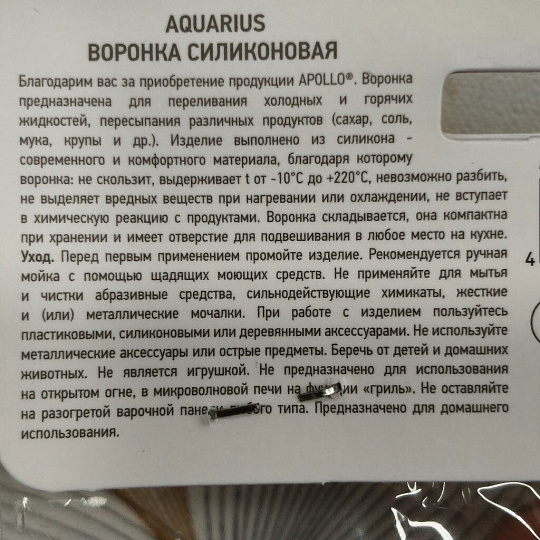 AQUARIUS
ВОРОНКА СИЛИКОНОВАЯ
Благодарим вас за приобретение продукции APOLLO®. Воронка
предназначена для переливания холодных и горячих
жидкостей, пересыпания различных продуктов (сахар, соль,
мука, крупы и др.). Изделие выполнено из силикона -
современного и комфортного материала, благодаря которому
воронка: не скользит, выдерживает t от -10°C до +220°C, невозможно разбить,
не выделяет вредных веществ при нагревании или охлаждении, не вступает
в химическую реакцию с продуктами. Воронка складывается, она компактна
при хранении и имеет отверстие для подвешивания в любое место на кухне.
Уход. Перед первым применением промойте изделие. Рекомендуется ручная
мойка с помощью щадящих моющих средств. Не применяйте для мытья
и чистки абразивные средства, сильнодействующие химикаты, жесткие
и (или) металлические мочалки. При работе с изделием пользуйтесь
пластиковыми, силиконовыми или деревянными аксессуарами. Не используйте
металлические аксессуары или острые предметы. Беречь от детей и домашних
животных. Не является игрушкой. Не предназначено для использования
на открытом огне, в микроволновой печи на функции «гриль». Не оставляйте
на разогретой варочной панели любого типа. Предназначено для домашнего
использования.
4